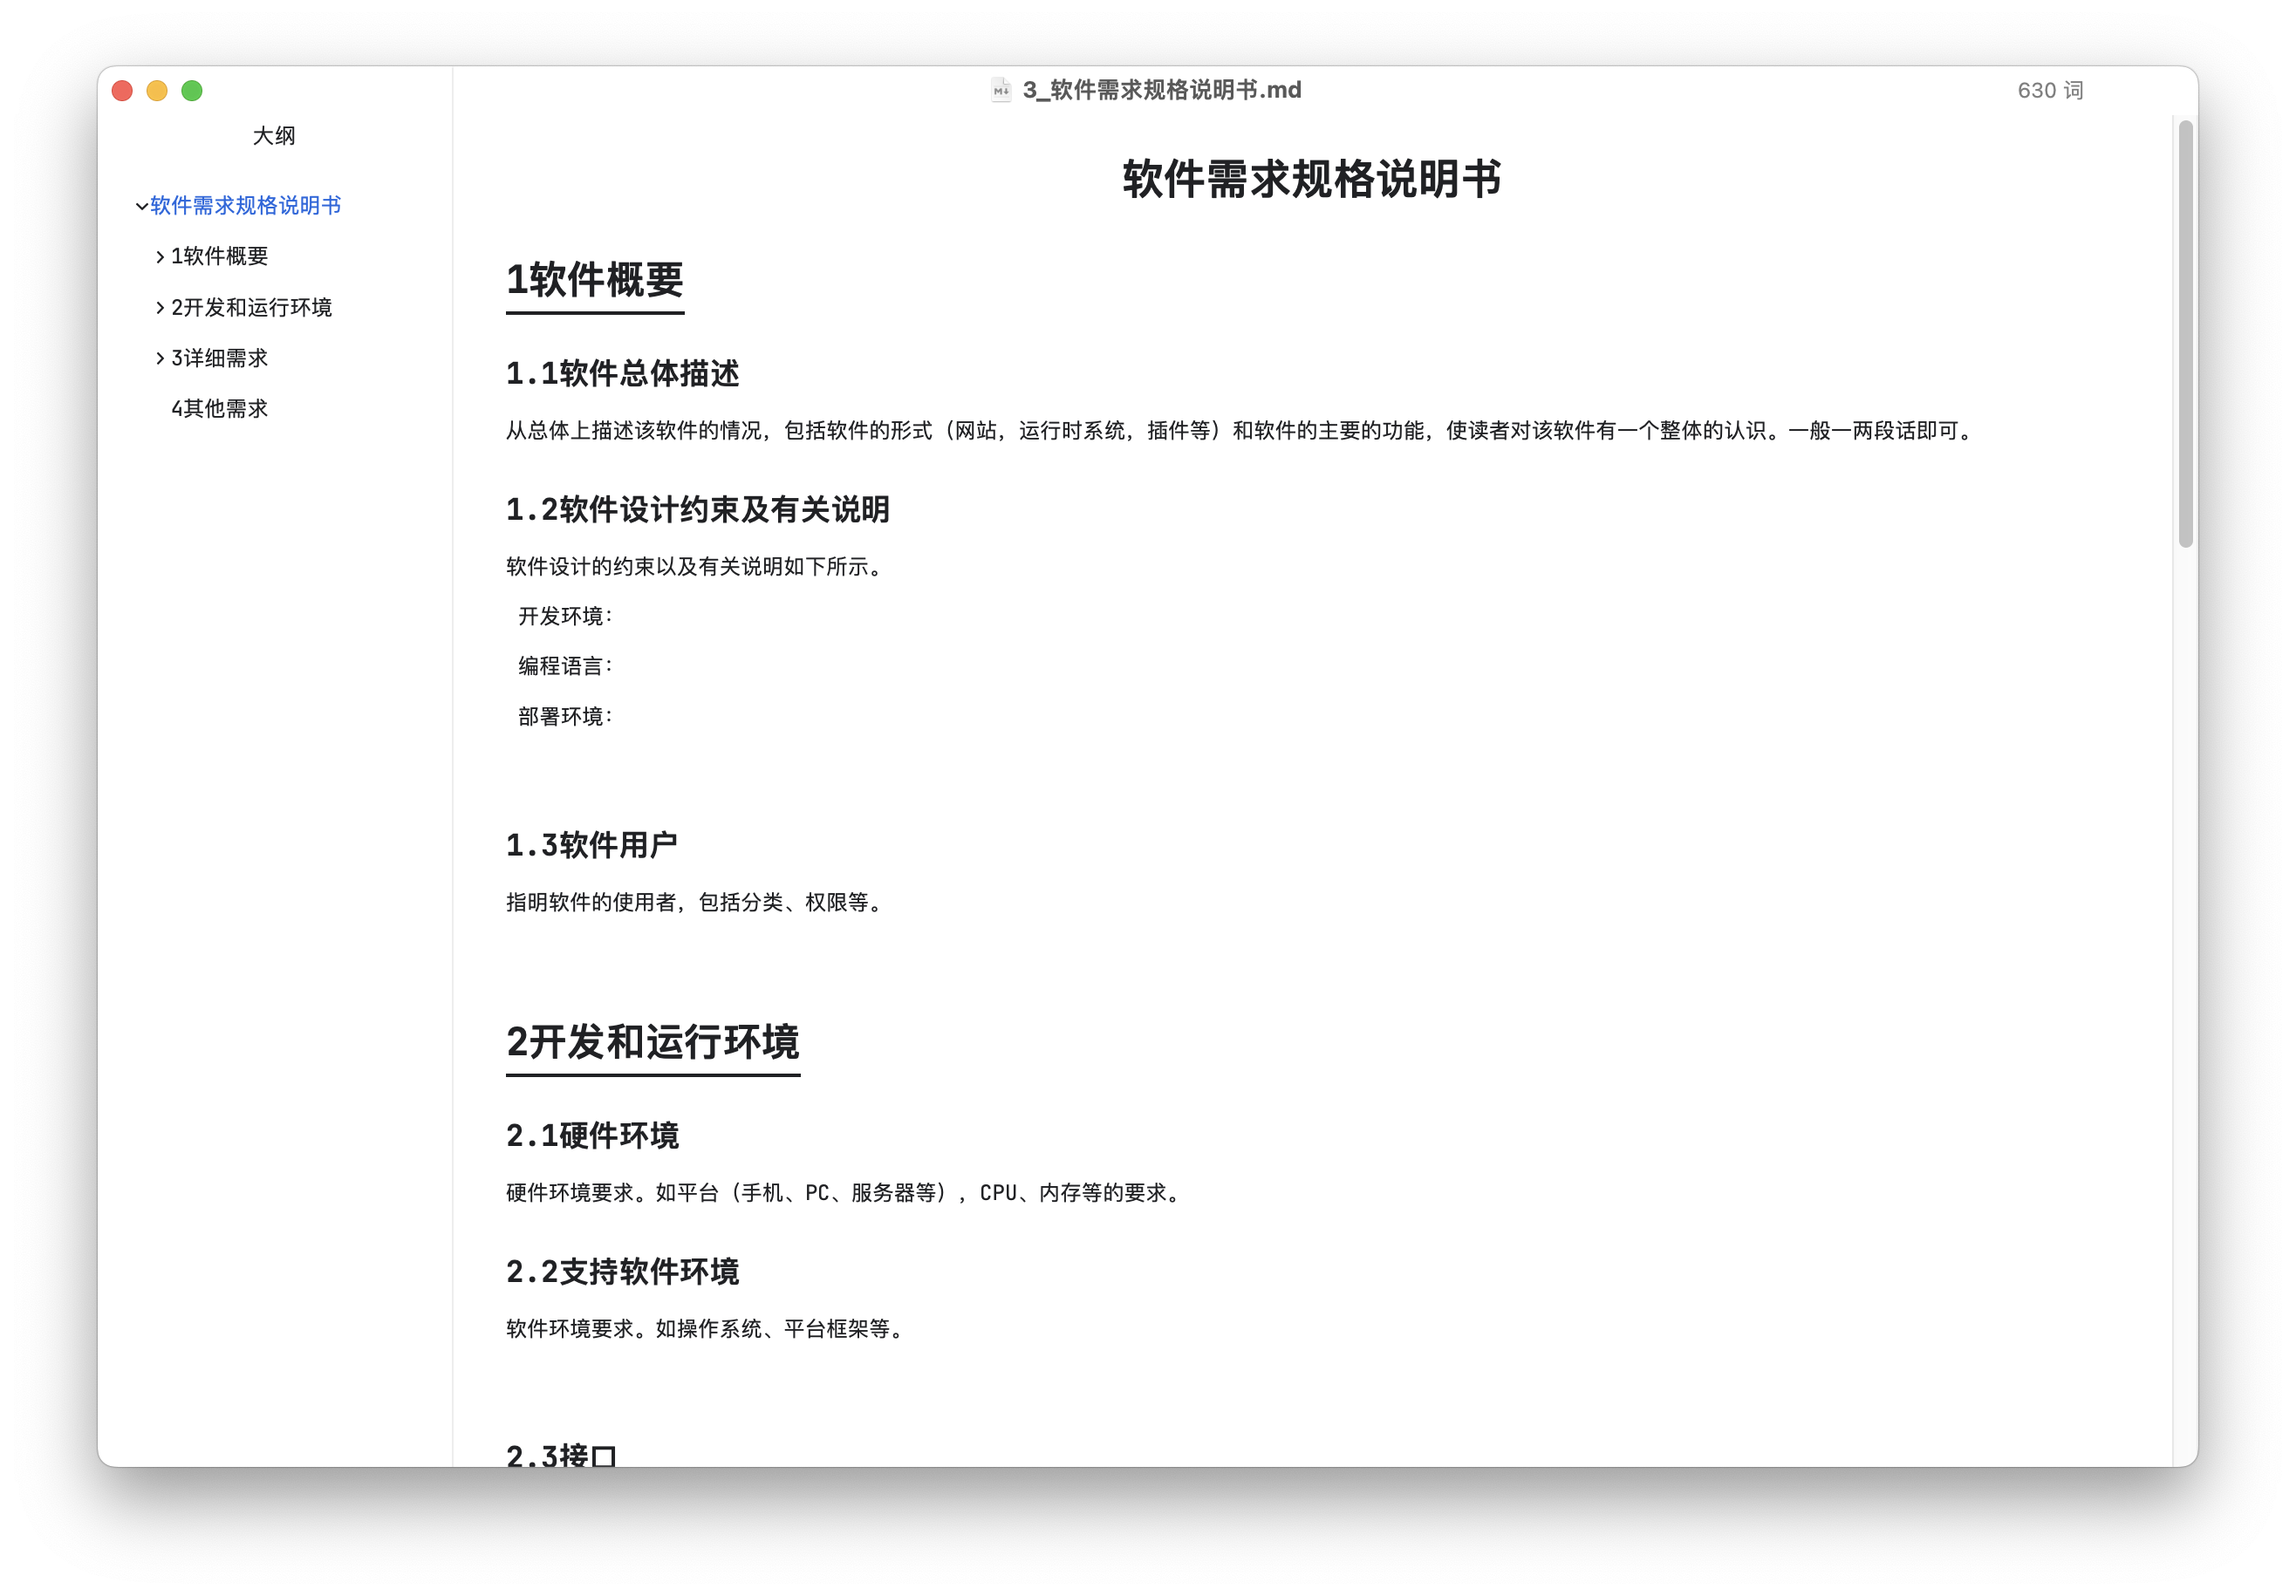 3_软件需求规格说明书.md
630 词
大纲
软件需求规格说明书
1软件概要
2开发和运行环境
3详细需求
4其他需求
软件需求规格说明书
1软件概要
1.1软件总体描述
从总体上描述该软件的情况，包括软件的形式（网站，运行时系统，插件等）和软件的主要的功能，使读者对该软件有一个整体的认识。一般一两段话即可。
1.2软件设计约束及有关说明
软件设计的约束以及有关说明如下所示。
开发环境：
编程语言：
部署环境：
1.3软件用户
指明软件的使用者，包括分类、权限等。
2开发和运行环境
2.1硬件环境
硬件环境要求。如平台（手机、PC、服务器等），CPU、内存等的要求。
2.2支持软件环境
软件环境要求。如操作系统、平台框架等。
2.3接口